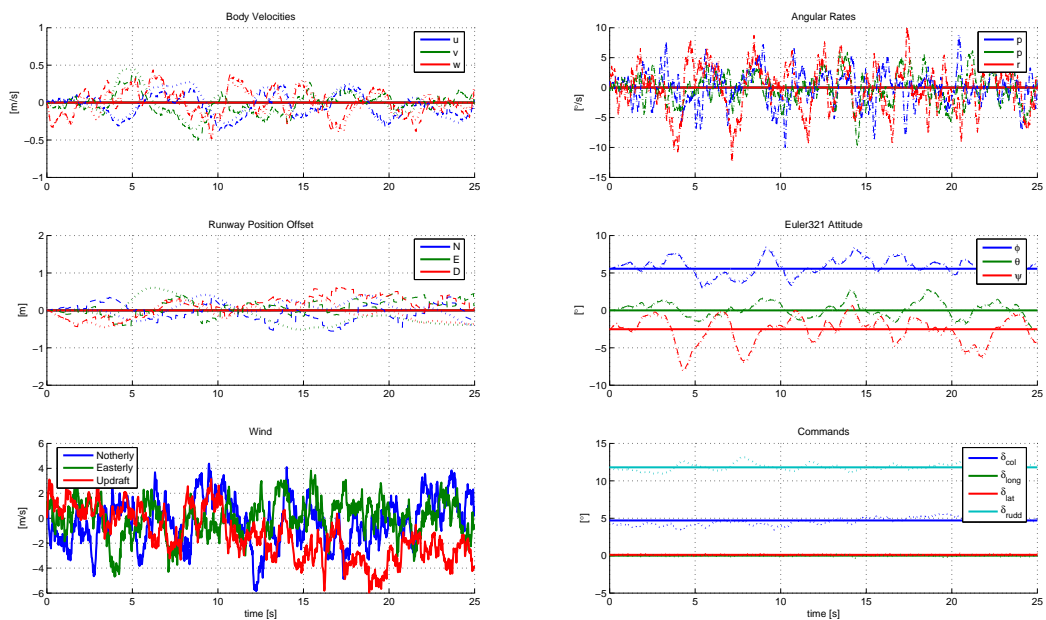 Body Velocities
1
0.5
0
−0.5
−1
[m/s]
0 5 10 15 20 25
u
v
w
Angular Rates
10
5
0
−5
−10
−15
[°/s]
0 5 10 15 20 25
p
p
r
Runway Position Offset
2
1
0
−1
−2
[m]
0 5 10 15 20 25
N
E
D
Euler321 Attitude
10
5
0
−5
−10
[°]
0 5 10 15 20 25
ϕ
θ
ψ
Wind
6
4
2
0
−2
−4
−6
[m/s]
0 5 10 15 20 25
time [s]
Notherly
Easterly
Updraft
Commands
15
10
5
0
−5
[°]
0 5 10 15 20 25
time [s]
δcol
δlong
δlat
δrudd